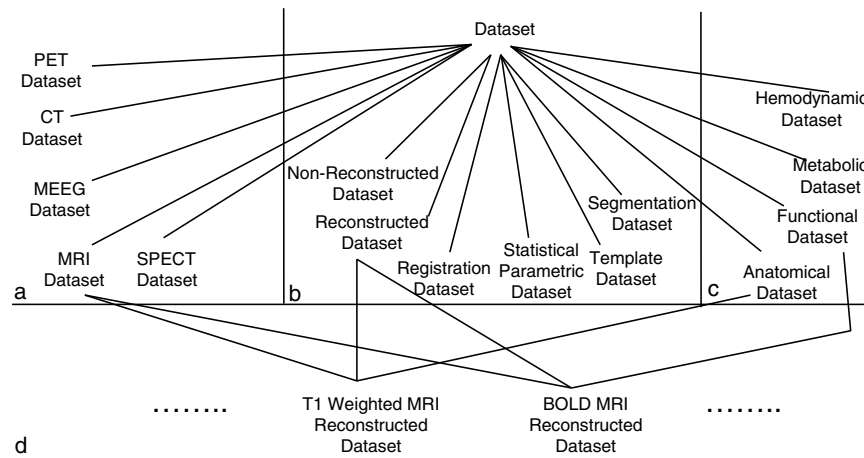 Dataset
PET
Dataset
CT
Dataset
MEEG
Dataset
MRI
Dataset
SPECT
Dataset
a
Non-Reconstructed
Dataset
Reconstructed
Dataset
Registration
Dataset
Statistical
Parametric
Dataset
Template
Dataset
Segmentation
Dataset
b
Hemodynamic
Dataset
Metabolic
Dataset
Functional
Dataset
Anatomical
Dataset
c
........
T1 Weighted MRI
Reconstructed
Dataset
BOLD MRI
Reconstructed
Dataset
........
d